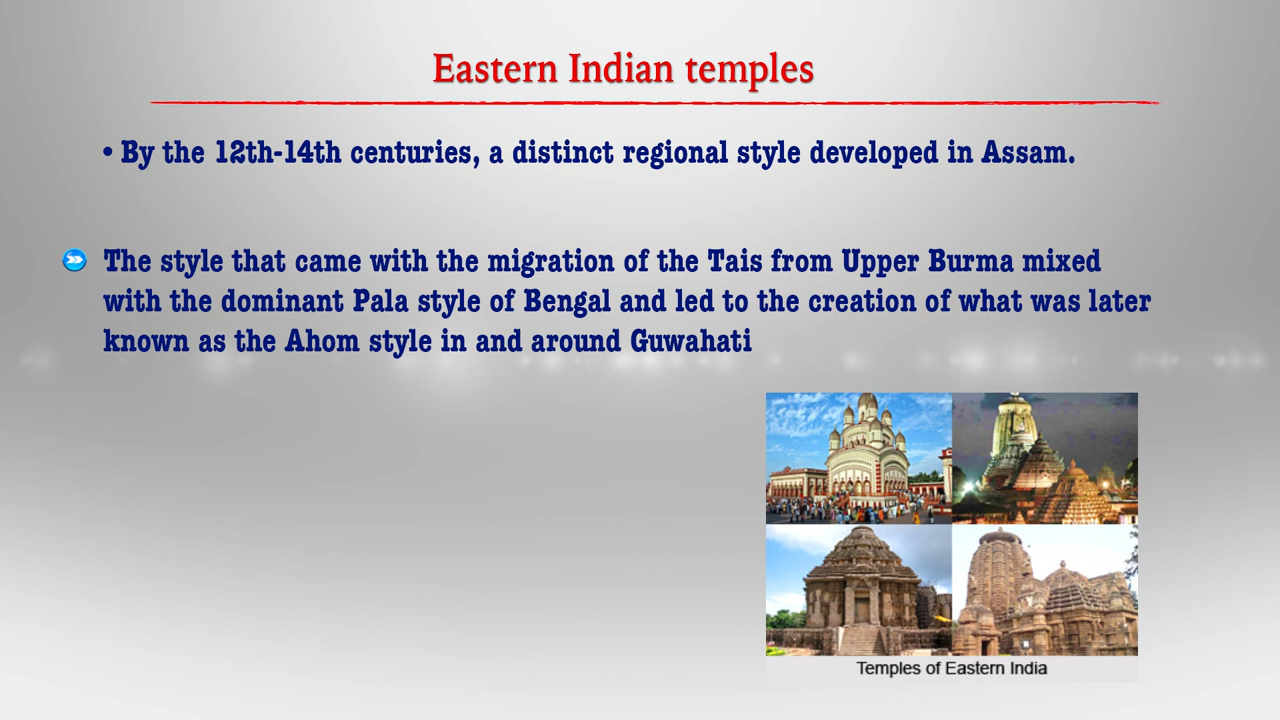 Eastern Indian temples
• By the 12th-14th centuries, a distinct regional style developed in Assam.
The style that came with the migration of the Tais from Upper Burma mixed
with the dominant Pala style of Bengal and led to the creation of what was later
known as the Ahom style in and around Guwahati
Temples of Eastern India